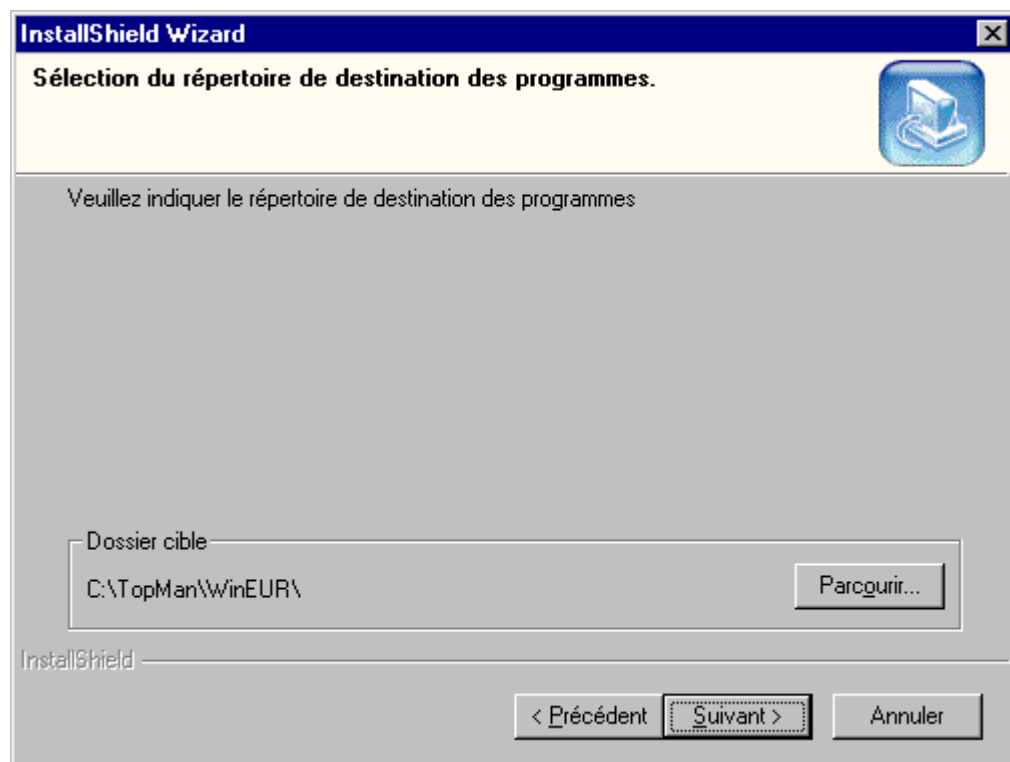 InstallShield Wizard
Sélection du répertoire de destination des programmes.
Veuillez indiquer le répertoire de destination des programmes
Dossier cible
C:\TopMan\WinEUR\
Parcourir...
InstallShield
< Précédent
Suivant >
Annuler